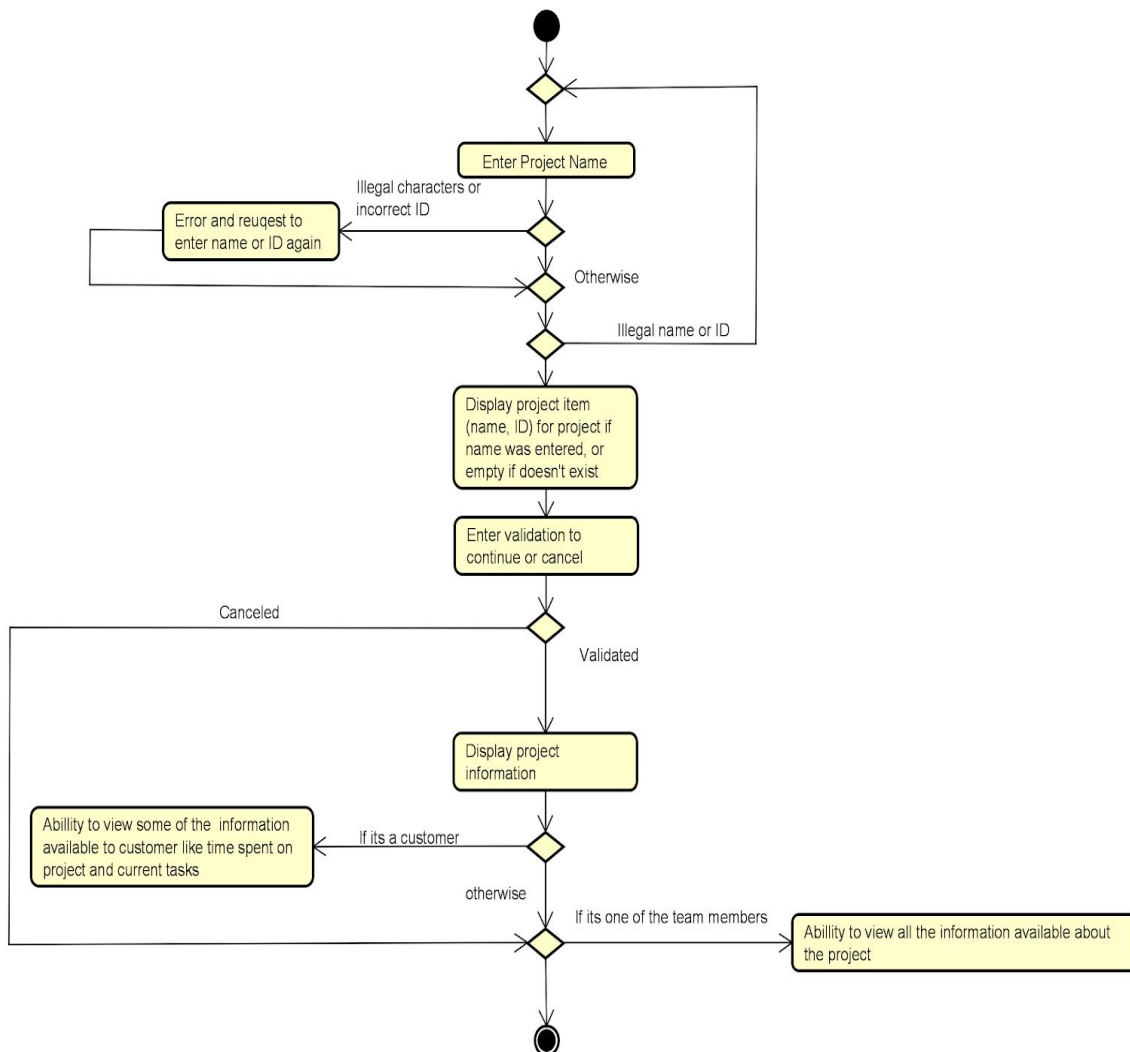 Enter Project Name
Illegal characters or
incorrect ID
Error and reuqest to
enter name or ID again
Otherwise
Illegal name or ID
Display project item
(name, ID) for project if
name was entered, or
empty if doesn't exist
Enter validation to
continue or cancel
Canceled
Validated
Display project
information
If its a customer
Abillity to view some of the information
available to customer like time spent on
project and current tasks
otherwise
If its one of the team members
Abillity to view all the information available about
the project